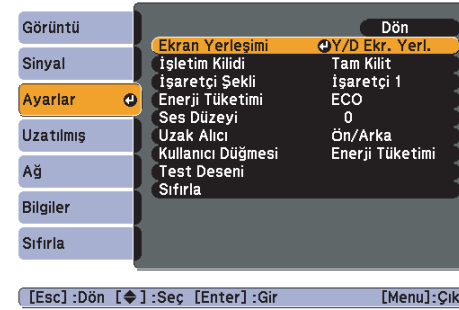 Görüntü
Sinyal
Ayarlar
Uzatılmış
Ağ
Bilgiler
Sıfırla
Dön
Ekran Yerleşimi Y/D Ekr. Yerl.
İşletim Kilidi Tam Kilit
İşaretçi Şekli İşaretçi 1
Enerji Tüketimi ECO
Ses Düzeyi 0
Uzak Alıcı Ön/Arka
Kullanıcı Düğmesi Enerji Tüketimi
Test Deseni
Sıfırla
[Esc] :Dön [◆] :Seç [Enter] :Gir [Menu]:Çık